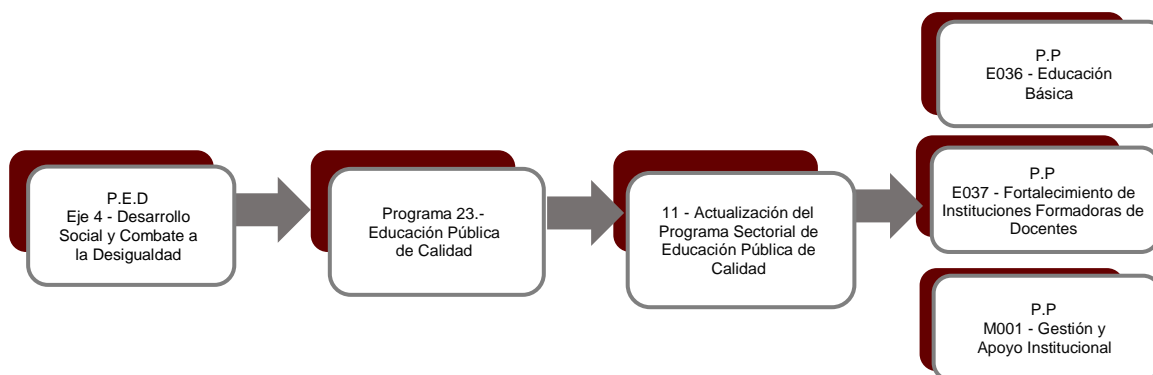 P.E.D
Eje 4 - Desarrollo
Social y Combate a
la Desigualdad
Programa 23.-
Educación Pública
de Calidad
11 - Actualización del
Programa Sectorial de
Educación Pública de
Calidad
P.P
E036 - Educación
Básica
P.P
E037 - Fortalecimiento de
Instituciones Formadoras de
Docentes
P.P
M001 - Gestión y
Apoyo Institucional